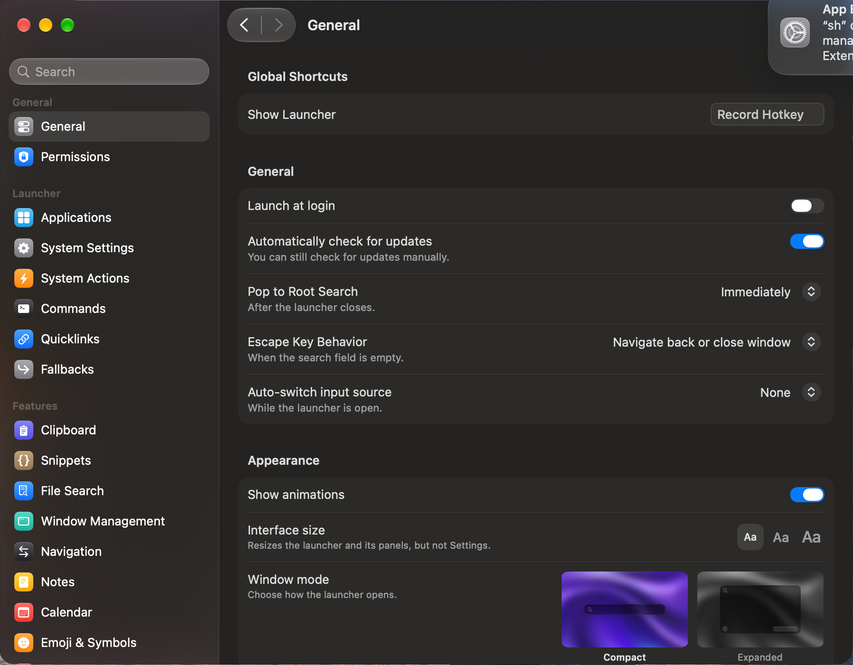 General
App
"sh"
Exten
Search
General
General
Permissions
Launcher
Applications
System Settings
System Actions
Commands
Quicklinks
Fallbacks
Features
Clipboard
Snippets
File Search
Window Management
Navigation
Notes
Calendar
Emoji & Symbols
Global Shortcuts
Show Launcher
Record Hotkey
General
Launch at login
Automatically check for updates
You can still check for updates manually.
Pop to Root Search
After the launcher closes.
Immediately
Escape Key Behavior
When the search field is empty.
Navigate back or close window
Auto-switch input source
While the launcher is open.
None
Appearance
Show animations
Interface size
Resizes the launcher and its panels, but not Settings.
Aa Aa Aa
Window mode
Choose how the launcher opens.
Compact
Expanded